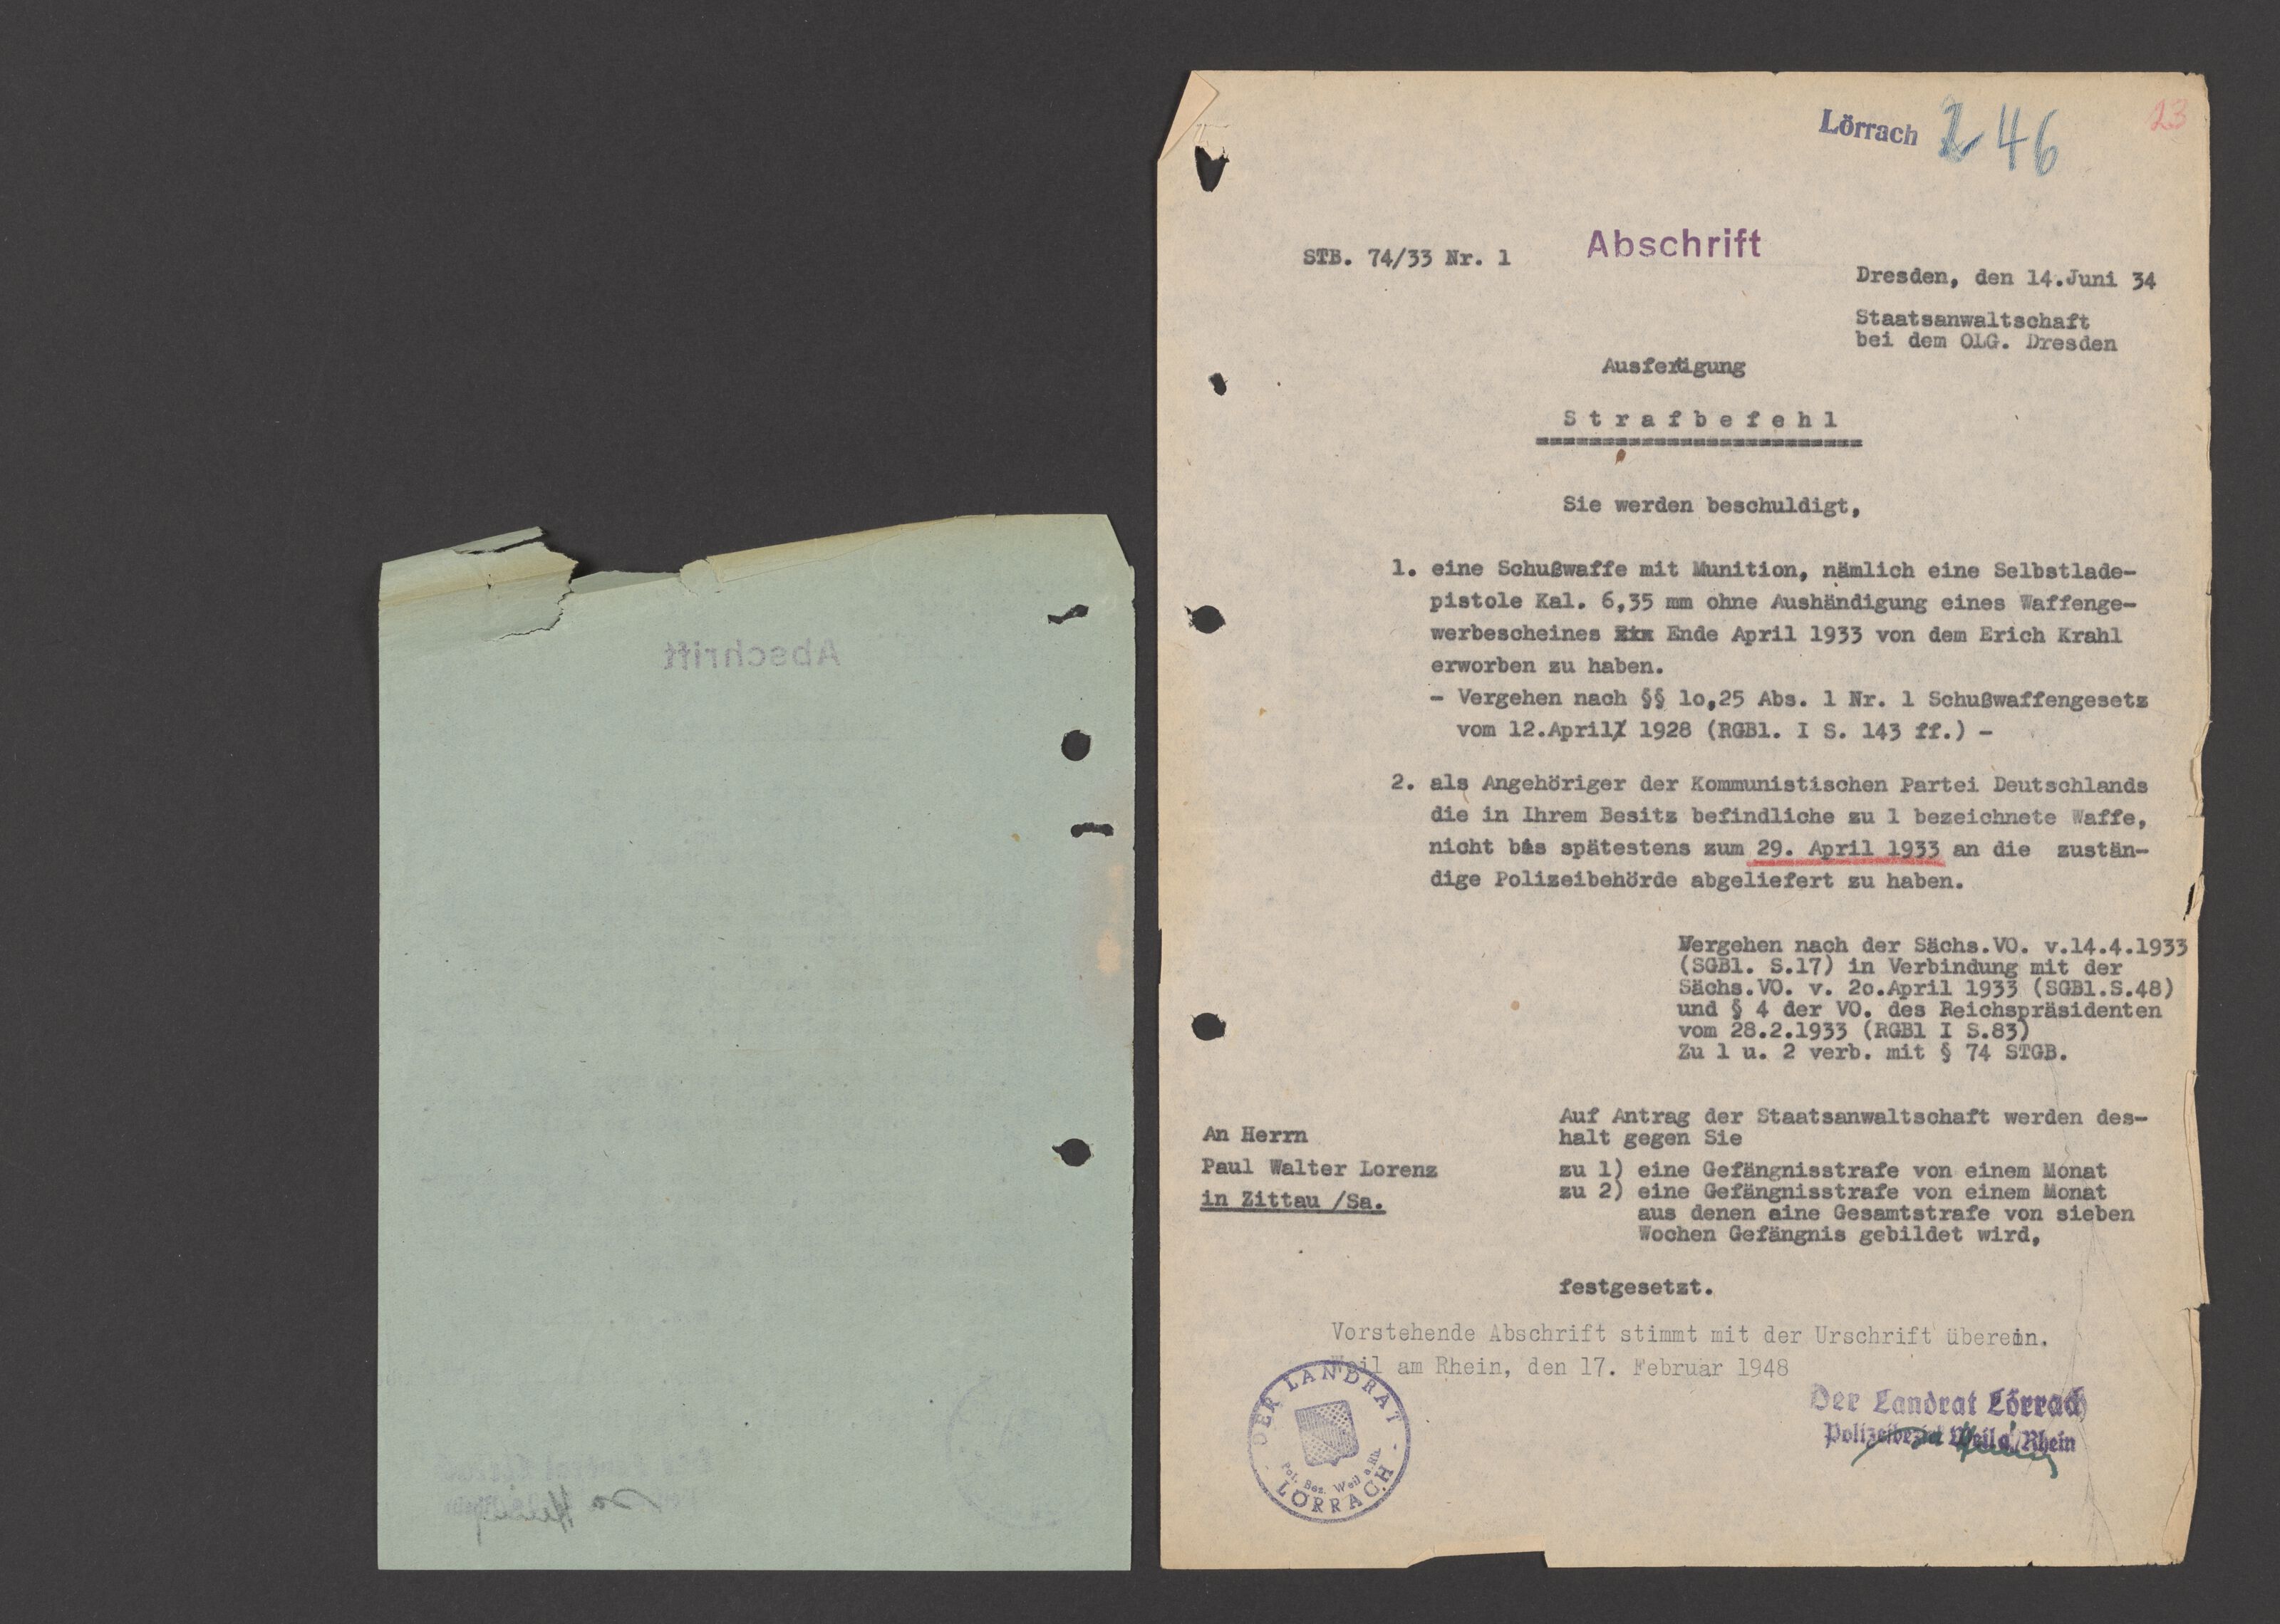 Abschrift
Lörrach 246
23
Abschrift
STB. 74/33 Nr. 1
Dresden, den 14.Juni 34
Staatsanwaltschaft
bei dem OLG. Dresden
Ausfertigung
Strafbefehl
Sie werden beschuldigt,
1. eine Schußwaffe mit Munition, nämlich eine Selbstlade-
pistole Kal. 6,35 mm ohne Aushändigung eines Waffenge-
werbescheines Ende April 1933 von dem Erich Krahl
erworben zu haben.
- Vergehen nach §§ 1o,25 Abs. 1 Nr. 1 Schußwaffengesetz
vom 12.April 1928 (RGBl. I S. 143 ff.) -
2. als Angehöriger der Kommunistischen Partei Deutschlands
die in Ihrem Besitz befindliche zu 1 bezeichnete Waffe,
nicht bis spätestens zum 29. April 1933 an die zustän-
dige Polizeibehörde abgeliefert zu haben.
Vergehen nach der Sächs.VO. v.14.4.1933
(SGBl. S.17) in Verbindung mit der
Sächs.VO. v. 2o.April 1933 (SGBl.S.48)
und § 4 der VO. des Reichspräsidenten
vom 28.2.1933 (RGBl I S.83)
Zu 1 u. 2 verb. mit § 74 STGB.
An Herrn
Paul Walter Lorenz
in Zittau /Sa.
Auf Antrag der Staatsanwaltschaft werden des-
halt gegen Sie
zu 1) eine Gefängnisstrafe von einem Monat
zu 2) eine Gefängnisstrafe von einem Monat
aus denen eine Gesamtstrafe von sieben
Wochen Gefängnis gebildet wird,
festgesetzt.
Vorstehende Abschrift stimmt mit der Urschrift überein.
Weil am Rhein, den 17. Februar 1948
DER LANDRAT
Pol. Bez. Weil a.Rh.
LÖRRACH
Der Landrat Lörrach
Polizeibezirk Weil a/Rhein